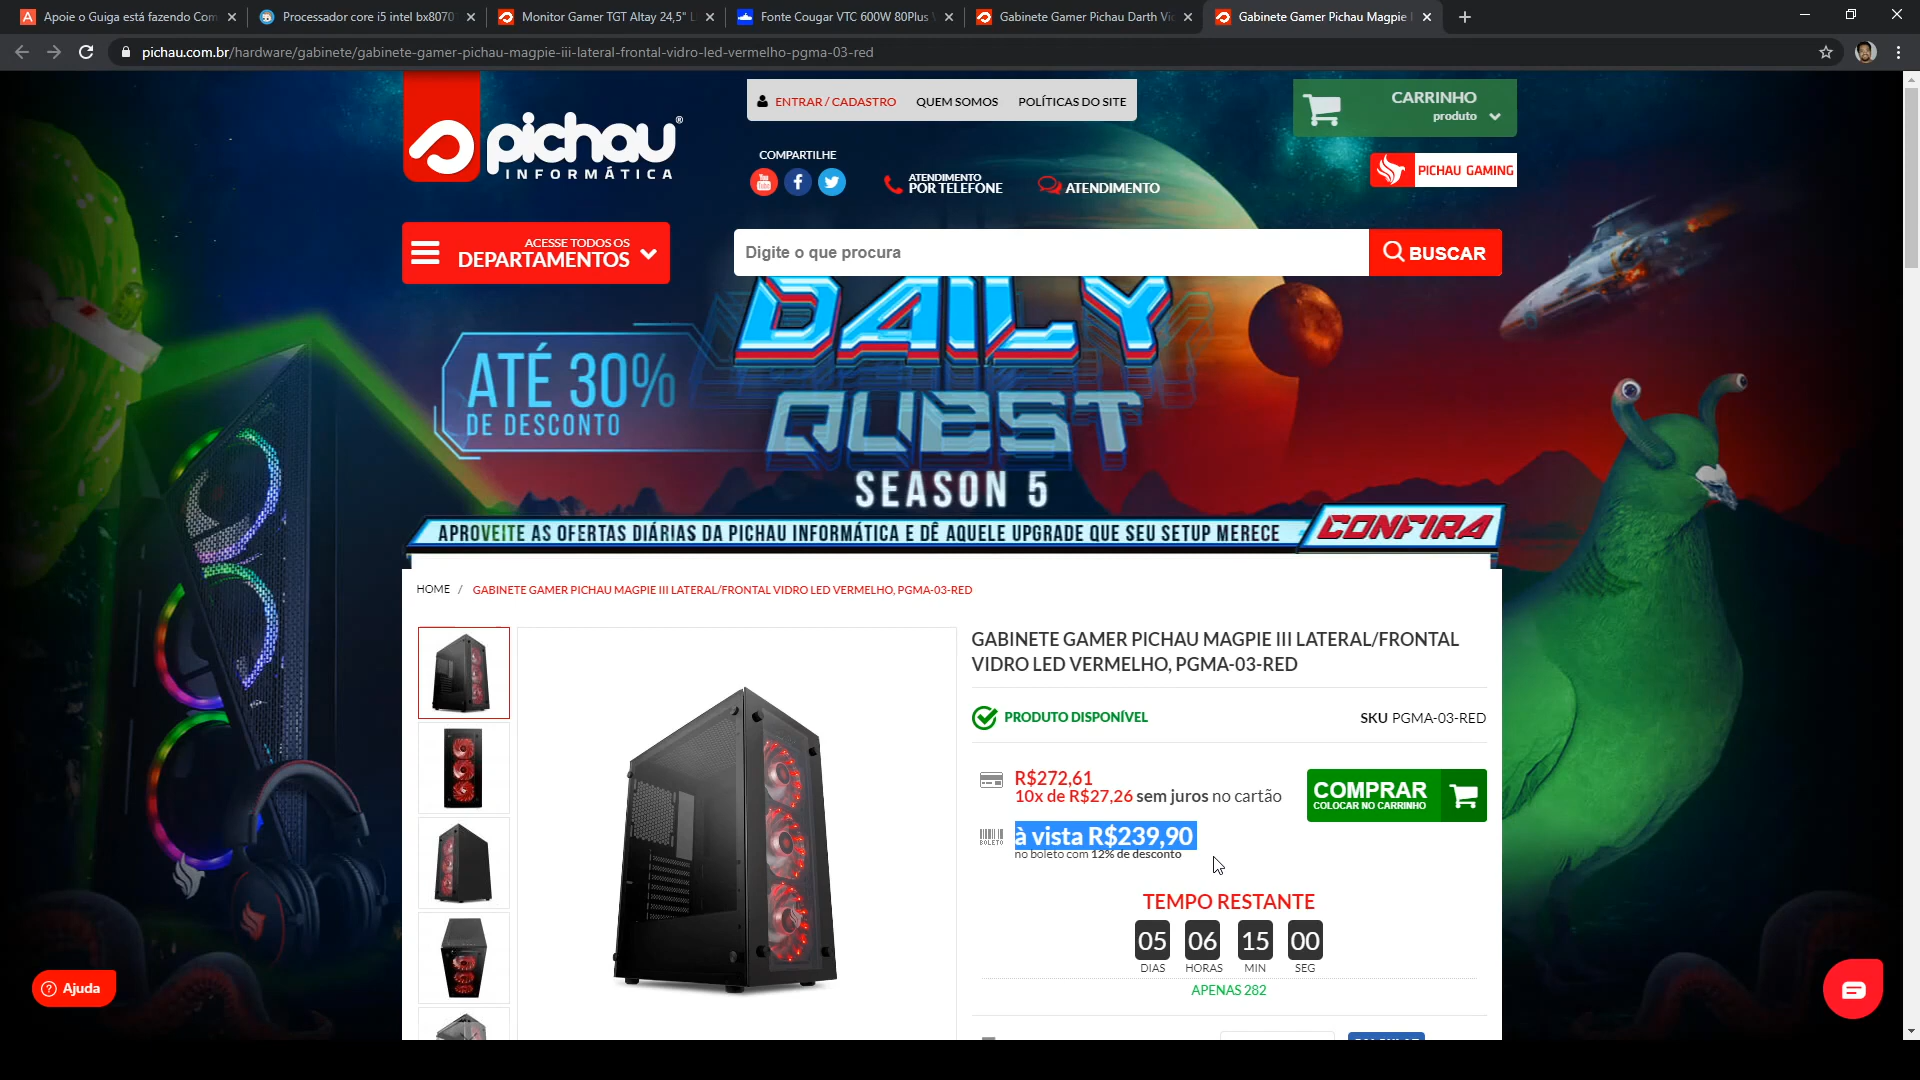 Apoie o Guiga está fazendo Com
Processador core i5 intel bx8070
Monitor Gamer TGT Altay 24,5" L
Fonte Cougar VTC 600W 80Plus
Gabinete Gamer Pichau Darth Vi
Gabinete Gamer Pichau Magpie
pichau.com.br/hardware/gabinete/gabinete-gamer-pichau-magpie-iii-lateral-frontal-vidro-led-vermelho-pgma-03-red
pichau®
INFORMÁTICA
ENTRAR / CADASTRO QUEM SOMOS POLÍTICAS DO SITE
CARRINHO
produto
COMPARTILHE
You Tube
ATENDIMENTO
POR TELEFONE
ATENDIMENTO
PICHAU GAMING
ACESSE TODOS OS
DEPARTAMENTOS
Digite o que procura
BUSCAR
ATÉ 30%
DE DESCONTO
DAILY
QUEST
SEASON 5
APROVEITE AS OFERTAS DIÁRIAS DA PICHAU INFORMÁTICA E DÊ AQUELE UPGRADE QUE SEU SETUP MERECE
CONFIRA
HOME / GABINETE GAMER PICHAU MAGPIE III LATERAL/FRONTAL VIDRO LED VERMELHO, PGMA-03-RED
GABINETE GAMER PICHAU MAGPIE III LATERAL/FRONTAL
VIDRO LED VERMELHO, PGMA-03-RED
PRODUTO DISPONÍVEL
SKU PGMA-03-RED
R$272,61
10x de R$27,26 sem juros no cartão
COMPRAR
COLOCAR NO CARRINHO
BOLETO
à vista R$239,90
no boleto com 12% de desconto
TEMPO RESTANTE
05 06 15 00
DIAS HORAS MIN SEG
APENAS 282
Ajuda